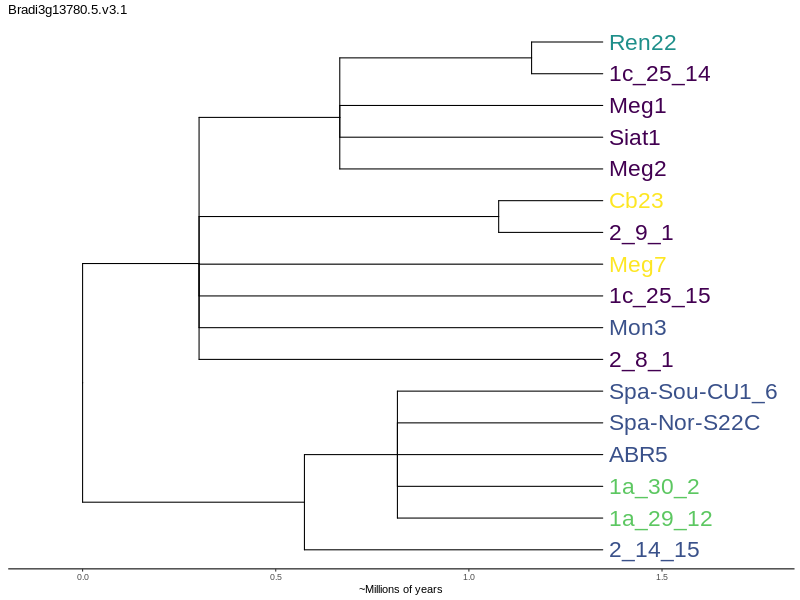 Bradi3g13780.5.v3.1
Ren22
1c_25_14
Meg1
Siat1
Meg2
Cb23
2_9_1
Meg7
1c_25_15
Mon3
2_8_1
Spa-Sou-CU1_6
Spa-Nor-S22C
ABR5
1a_30_2
1a_29_12
2_14_15
0.0 0.5 1.0 1.5
~Millions of years